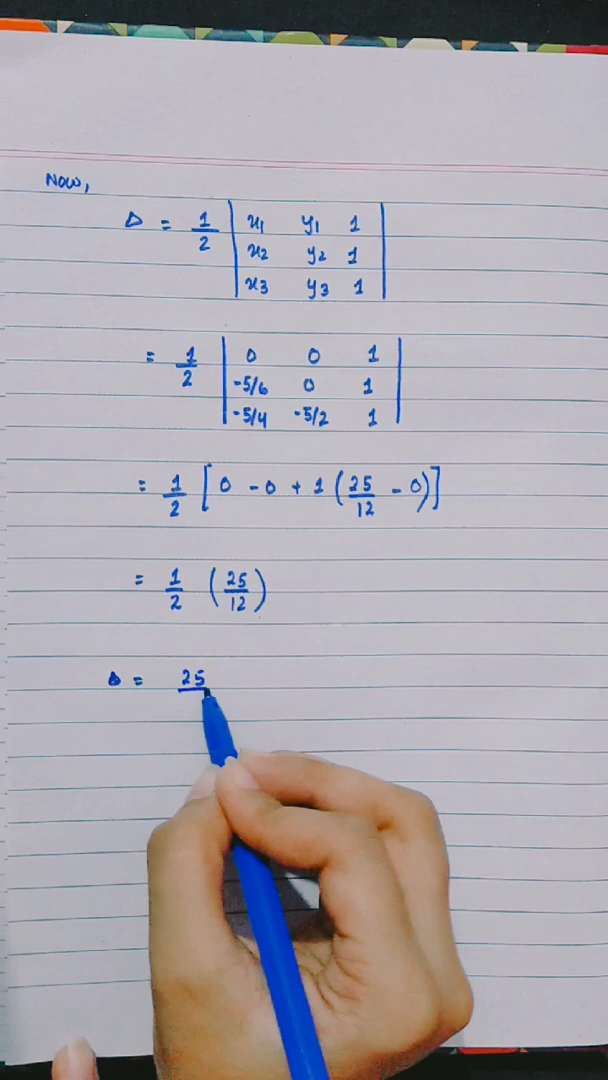 Now,
Δ = 1/2 | x1 y1 1 |
| x2 y2 1 |
| x3 y3 1 |
= 1/2 | 0 0 1 |
| -5/6 0 1 |
| -5/4 -5/2 1 |
= 1/2 [ 0 - 0 + 1 ( 25/12 - 0 ) ]
= 1/2 ( 25/12 )
Δ = 25